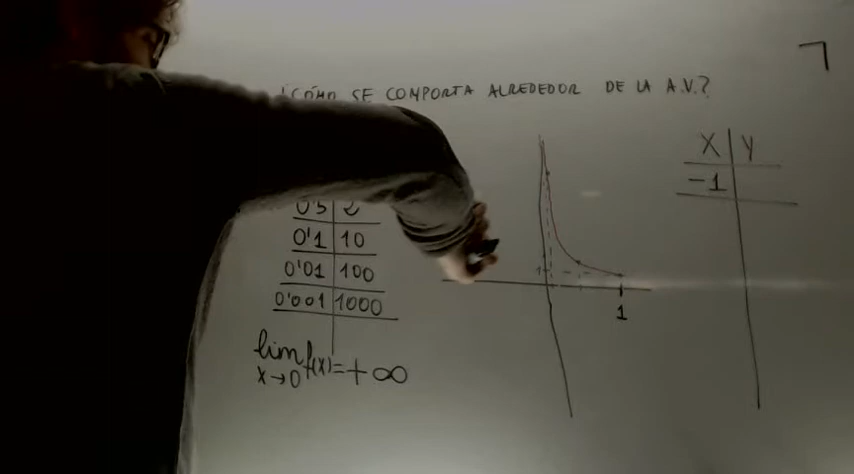 ¿CÓMO SE COMPORTA ALREDEDOR DE LA A.V.?
X Y
-1
0'5 2
0'1 10
0'01 100
0'001 1000
lim f(x)=+∞
x→0
1
1